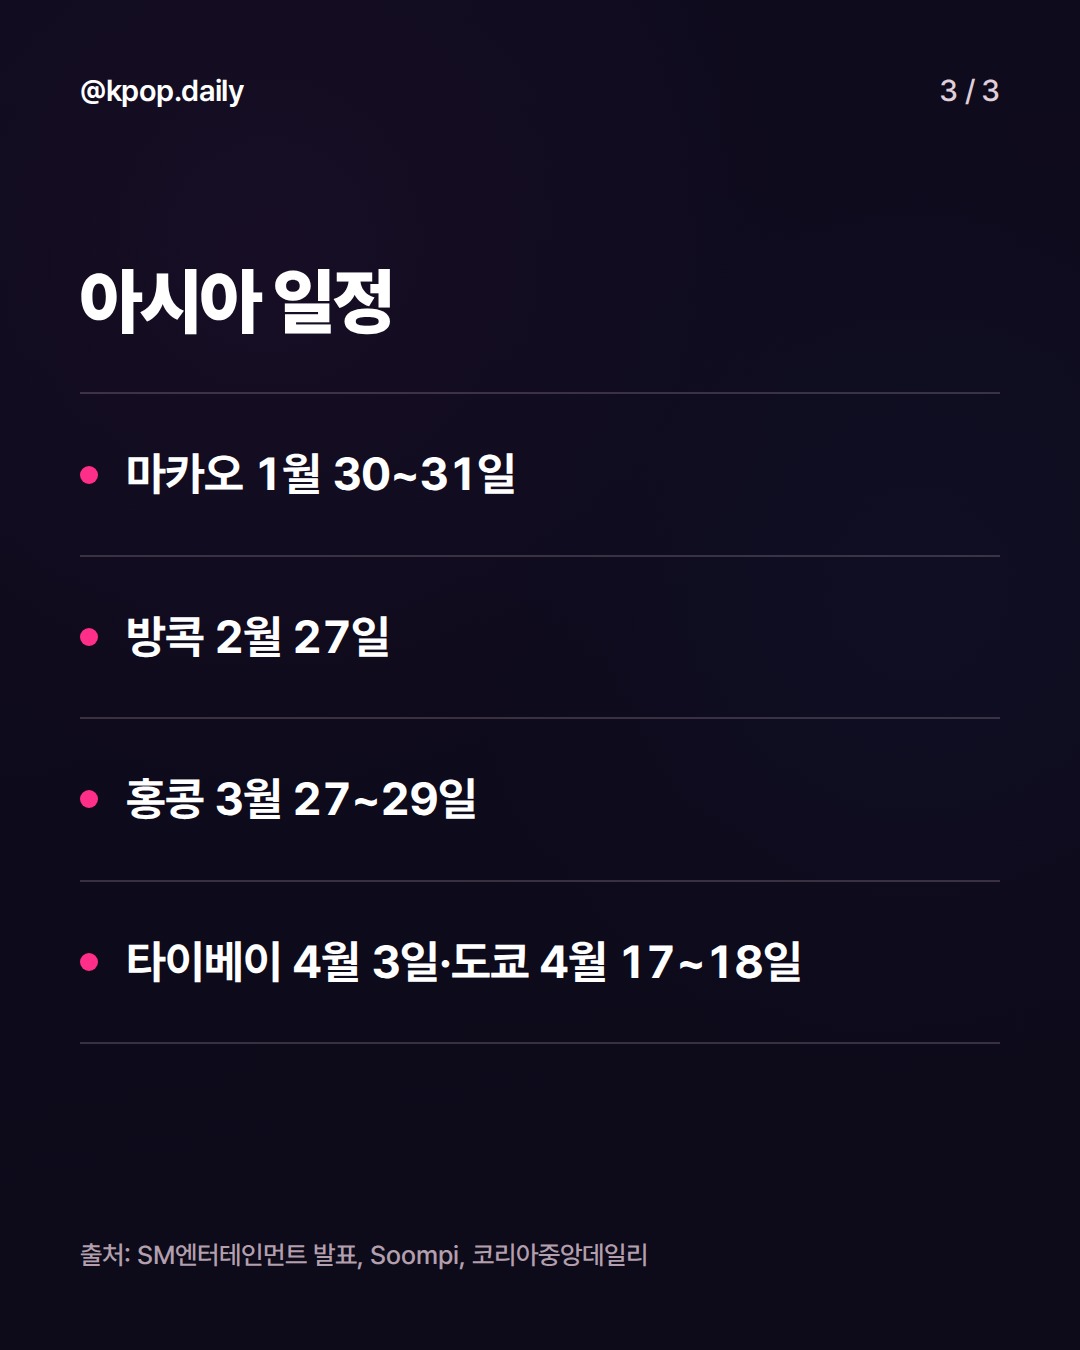 @kpop.daily
3 / 3
아시아 일정
마카오 1월 30~31일
방콕 2월 27일
홍콩 3월 27~29일
타이베이 4월 3일·도쿄 4월 17~18일
출처: SM엔터테인먼트 발표, Soompi, 코리아중앙데일리